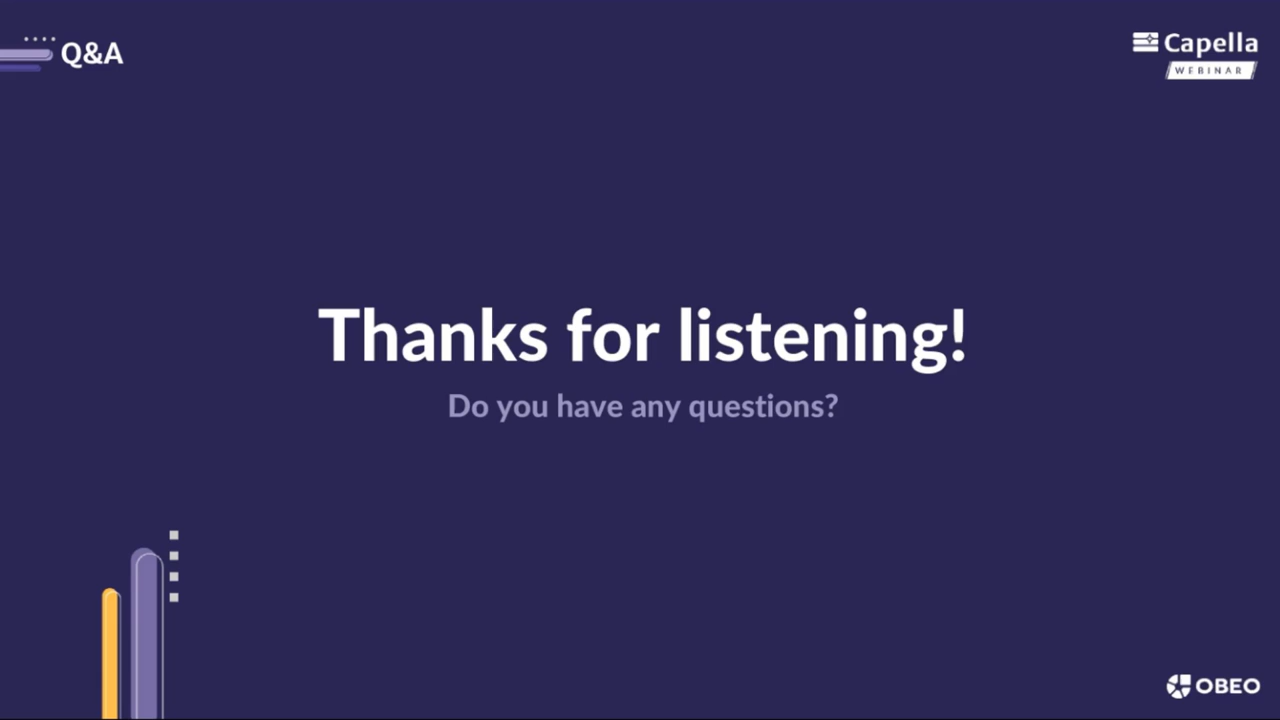 Q&A
Capella
WEBINAR
Thanks for listening!
Do you have any questions?
OBEO